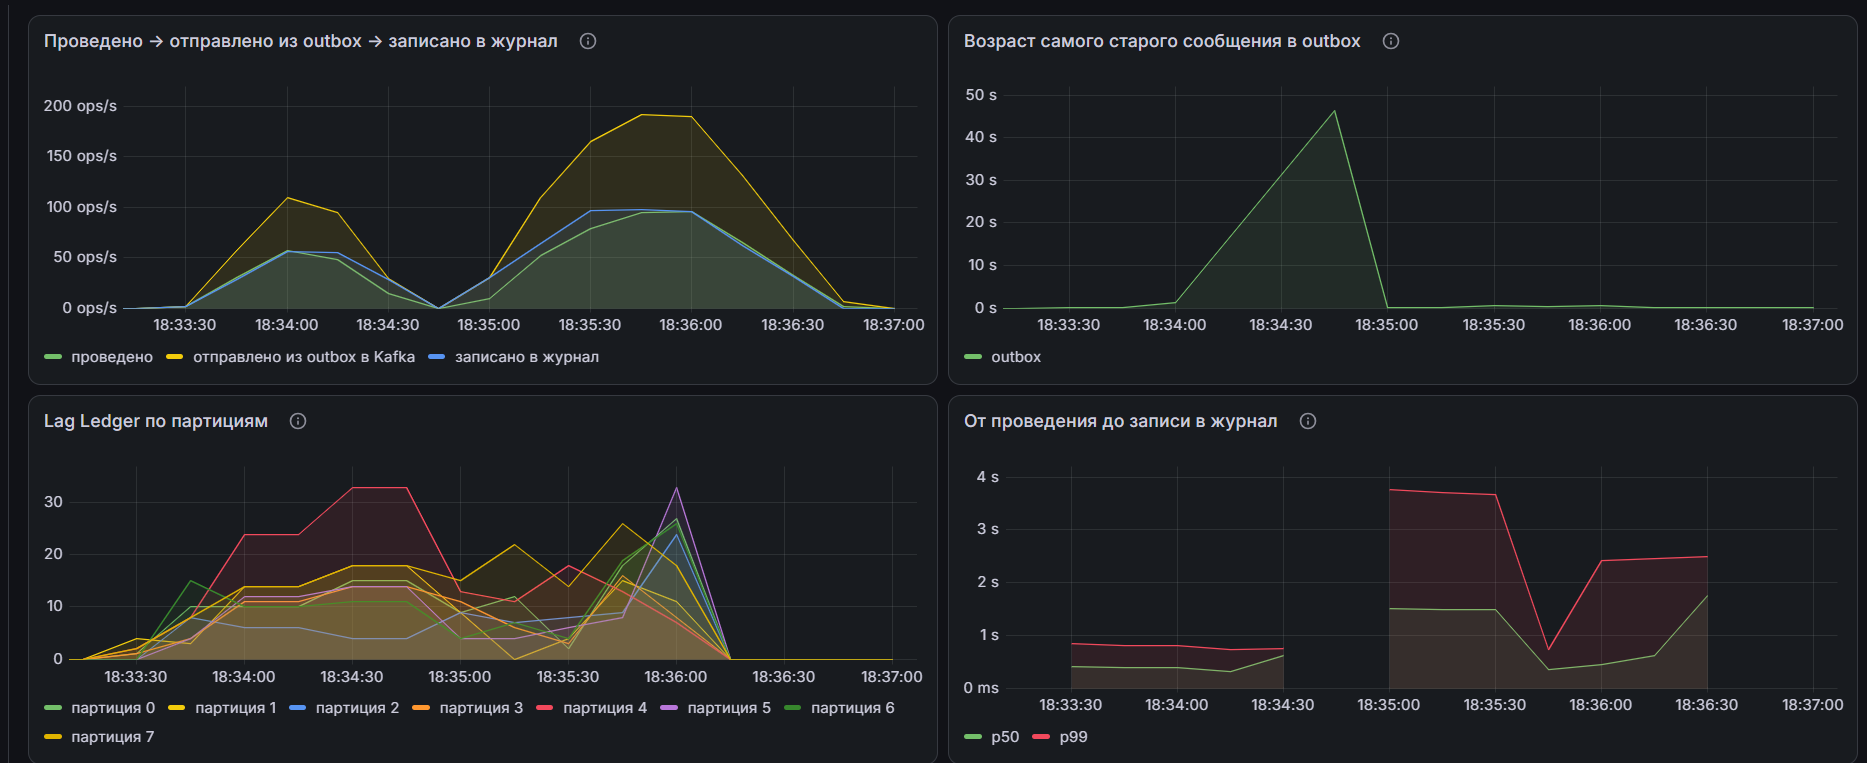 Проведено → отправлено из outbox → записано в журнал
200 ops/s
150 ops/s
100 ops/s
50 ops/s
0 ops/s
18:33:30 18:34:00 18:34:30 18:35:00 18:35:30 18:36:00 18:36:30 18:37:00
проведено отправлено из outbox в Kafka записано в журнал
Возраст самого старого сообщения в outbox
50 s
40 s
30 s
20 s
10 s
0 s
18:33:30 18:34:00 18:34:30 18:35:00 18:35:30 18:36:00 18:36:30 18:37:00
outbox
Lag Ledger по партициям
30
20
10
0
18:33:30 18:34:00 18:34:30 18:35:00 18:35:30 18:36:00 18:36:30 18:37:00
партиция 0 партиция 1 партиция 2 партиция 3 партиция 4 партиция 5 партиция 6
партиция 7
От проведения до записи в журнал
4 s
3 s
2 s
1 s
0 ms
18:33:30 18:34:00 18:34:30 18:35:00 18:35:30 18:36:00 18:36:30 18:37:00
p50 p99